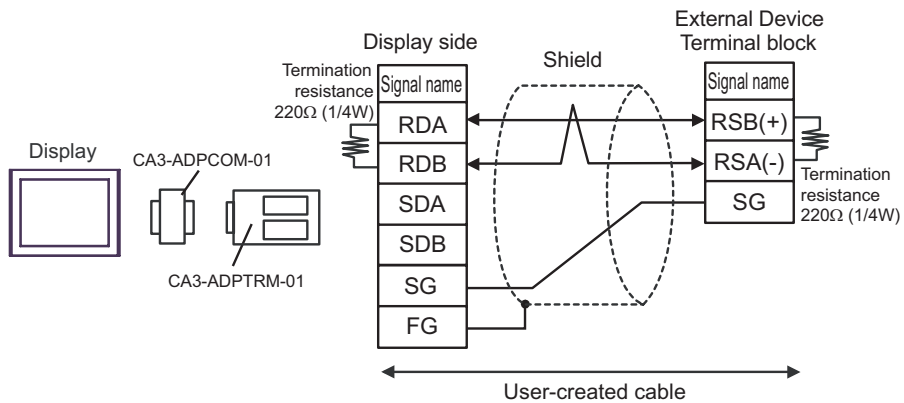 External Device
Terminal block
Display side
Shield
Termination
resistance
220Ω (1/4W)
Signal name
Signal name
RDA
RSB(+)
Display
CA3-ADPCOM-01
RDB
RSA(-)
Termination
resistance
220Ω (1/4W)
SDA
SG
SDB
CA3-ADPTRM-01
SG
FG
User-created cable